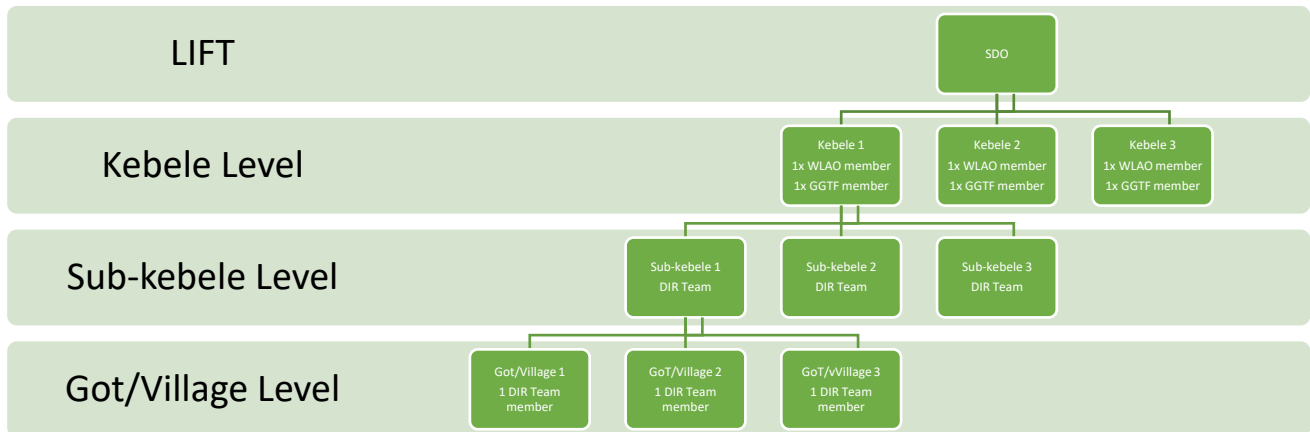 LIFT
SDO
Kebele Level
Kebele 1
1x WLAO member
1x GGTF member
Kebele 2
1x WLAO member
1x GGTF member
Kebele 3
1x WLAO member
1x GGTF member
Sub-kebele Level
Sub-kebele 1
DIR Team
Sub-kebele 2
DIR Team
Sub-kebele 3
DIR Team
Got/Village Level
Got/Village 1
1 DIR Team
member
GoT/Village 2
1 DIR Team
member
GoT/vVillage 3
1 DIR Team
member